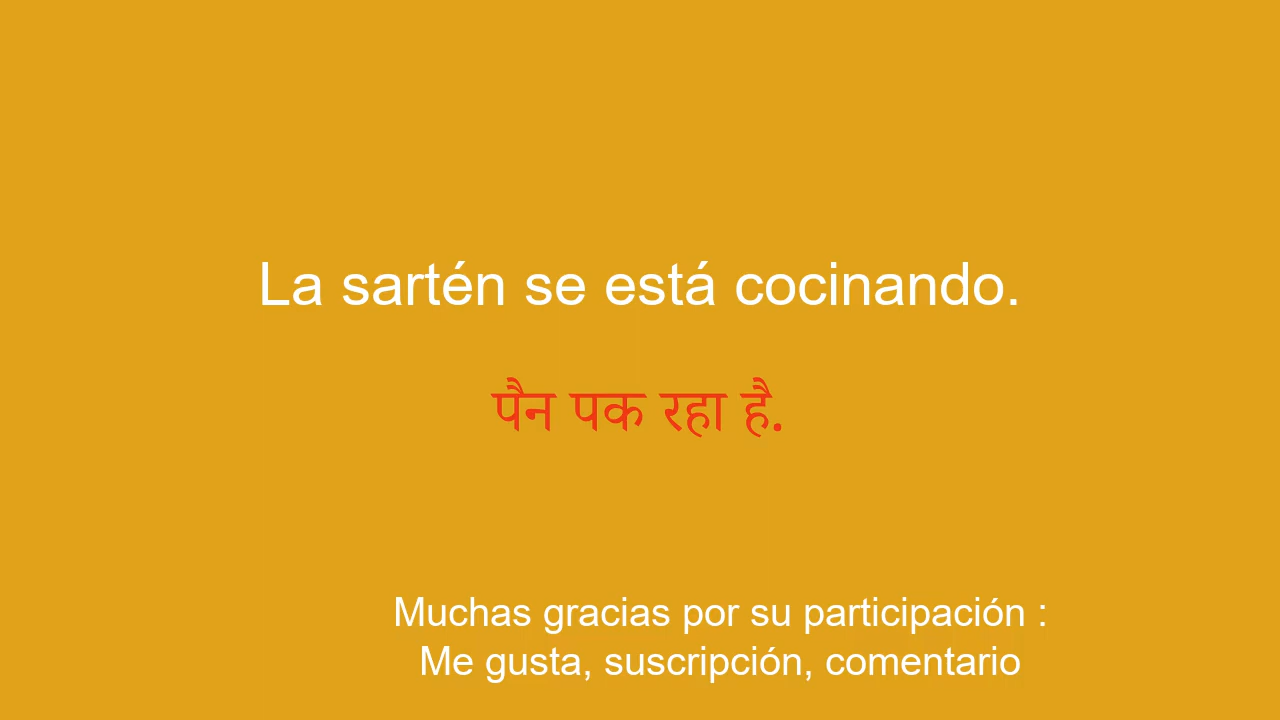 La sartén se está cocinando.
पैन पक रहा है.
Muchas gracias por su participación :
Me gusta, suscripción, comentario